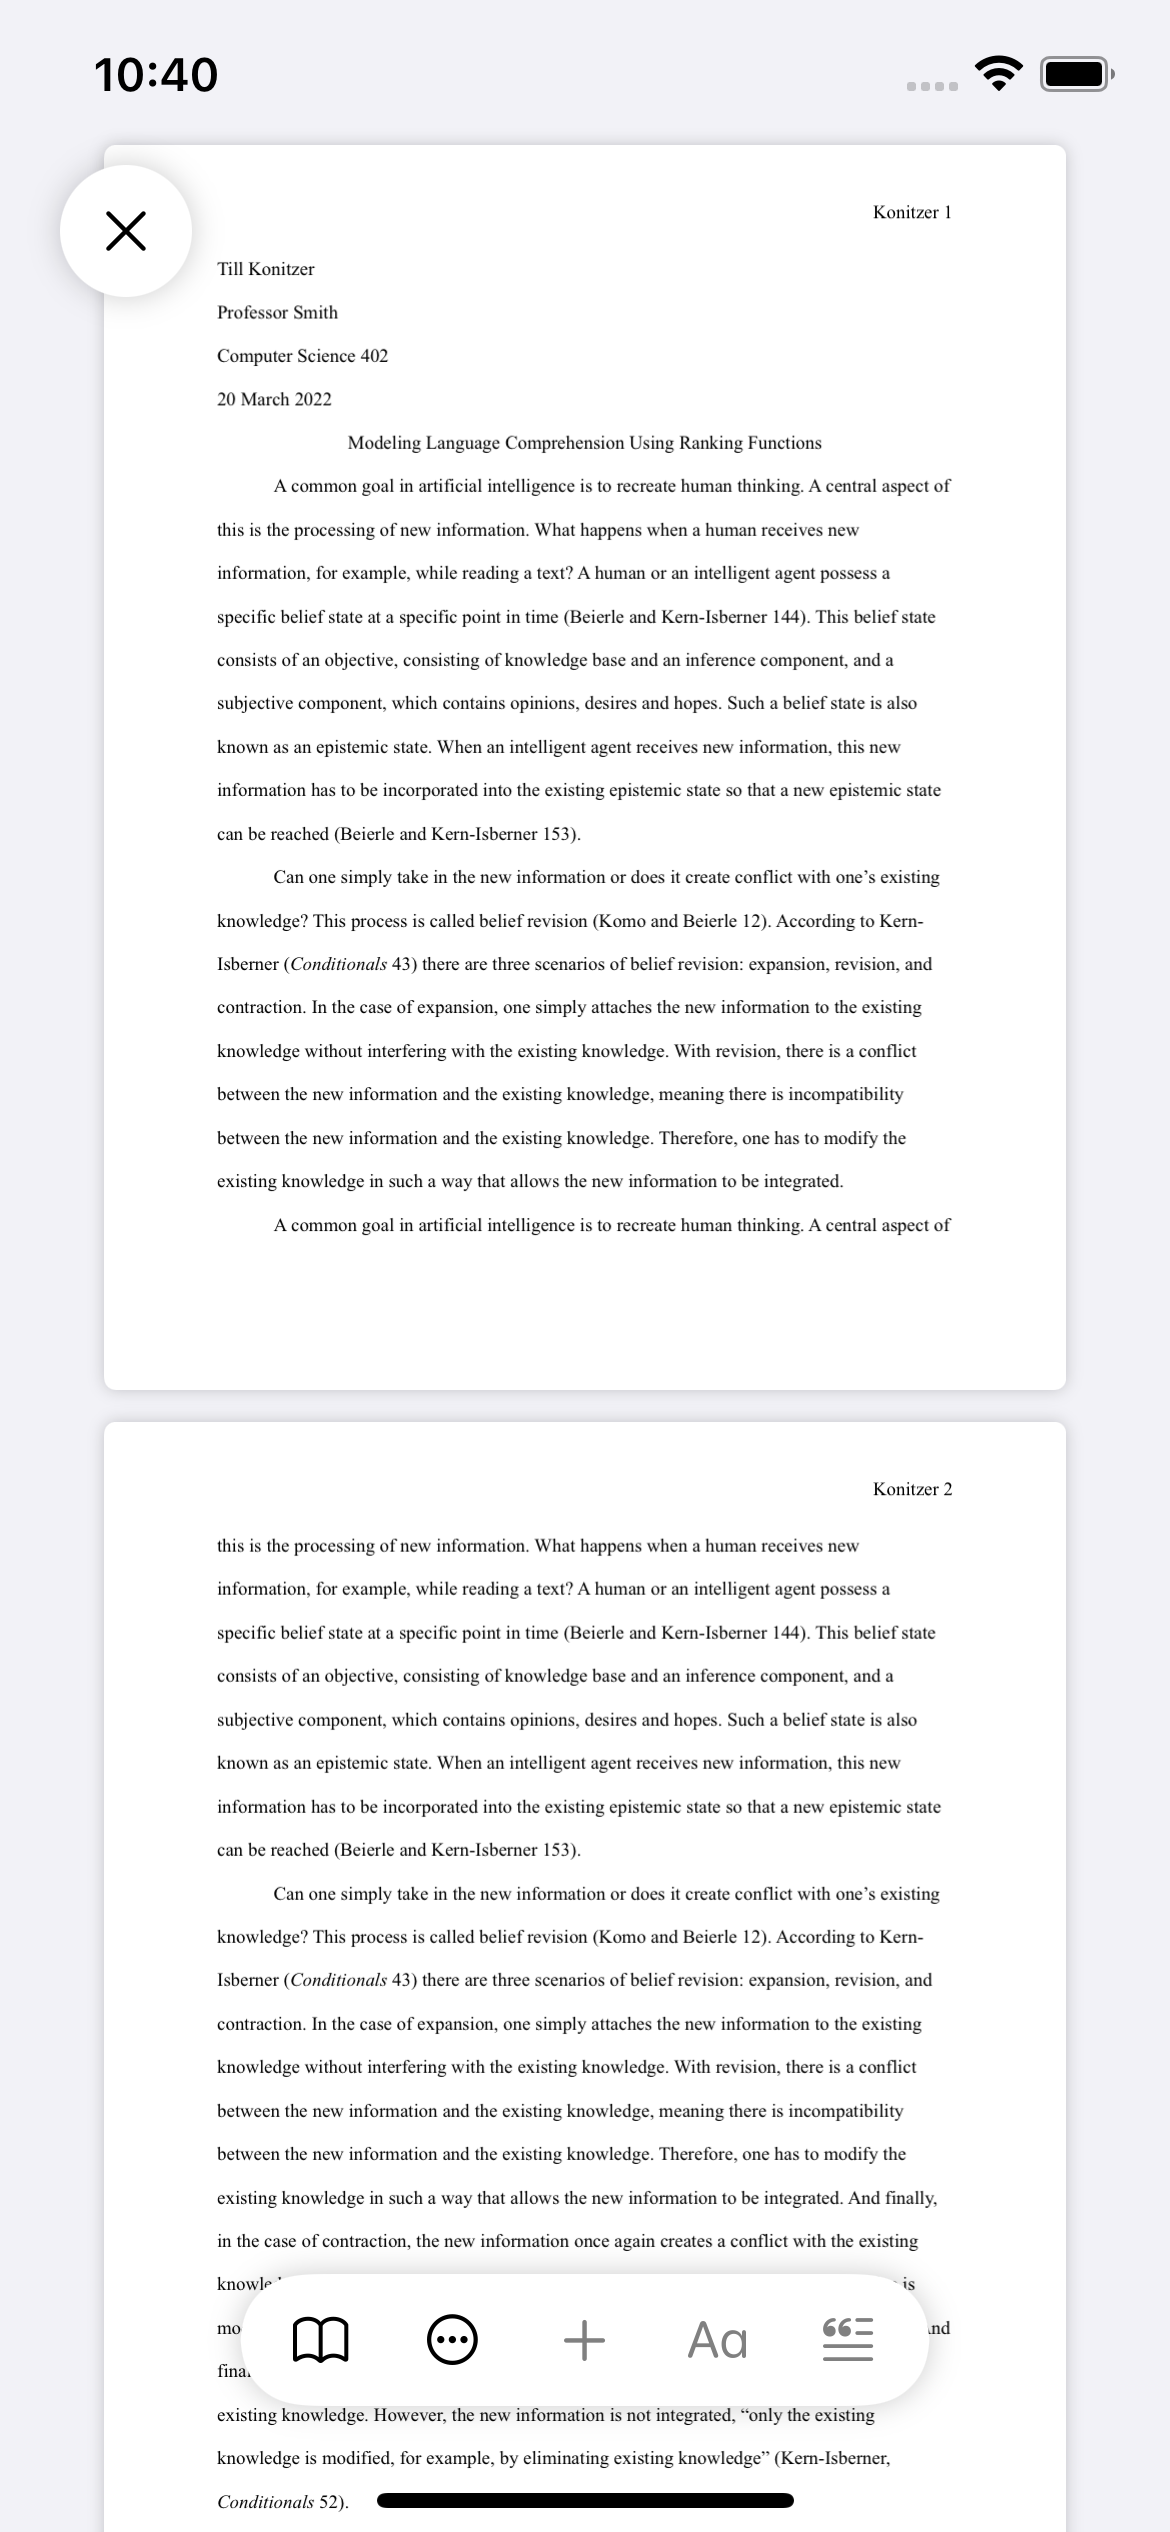 10:40
Konitzer 1
Till Konitzer
Professor Smith
Computer Science 402
20 March 2022
Modeling Language Comprehension Using Ranking Functions
A common goal in artificial intelligence is to recreate human thinking. A central aspect of
this is the processing of new information. What happens when a human receives new
information, for example, while reading a text? A human or an intelligent agent possess a
specific belief state at a specific point in time (Beierle and Kern-Isberner 144). This belief state
consists of an objective, consisting of knowledge base and an inference component, and a
subjective component, which contains opinions, desires and hopes. Such a belief state is also
known as an epistemic state. When an intelligent agent receives new information, this new
information has to be incorporated into the existing epistemic state so that a new epistemic state
can be reached (Beierle and Kern-Isberner 153).
Can one simply take in the new information or does it create conflict with one’s existing
knowledge? This process is called belief revision (Komo and Beierle 12). According to Kern-
Isberner (Conditionals 43) there are three scenarios of belief revision: expansion, revision, and
contraction. In the case of expansion, one simply attaches the new information to the existing
knowledge without interfering with the existing knowledge. With revision, there is a conflict
between the new information and the existing knowledge, meaning there is incompatibility
between the new information and the existing knowledge. Therefore, one has to modify the
existing knowledge in such a way that allows the new information to be integrated.
A common goal in artificial intelligence is to recreate human thinking. A central aspect of
Konitzer 2
this is the processing of new information. What happens when a human receives new
information, for example, while reading a text? A human or an intelligent agent possess a
specific belief state at a specific point in time (Beierle and Kern-Isberner 144). This belief state
consists of an objective, consisting of knowledge base and an inference component, and a
subjective component, which contains opinions, desires and hopes. Such a belief state is also
known as an epistemic state. When an intelligent agent receives new information, this new
information has to be incorporated into the existing epistemic state so that a new epistemic state
can be reached (Beierle and Kern-Isberner 153).
Can one simply take in the new information or does it create conflict with one’s existing
knowledge? This process is called belief revision (Komo and Beierle 12). According to Kern-
Isberner (Conditionals 43) there are three scenarios of belief revision: expansion, revision, and
contraction. In the case of expansion, one simply attaches the new information to the existing
knowledge without interfering with the existing knowledge. With revision, there is a conflict
between the new information and the existing knowledge, meaning there is incompatibility
between the new information and the existing knowledge. Therefore, one has to modify the
existing knowledge in such a way that allows the new information to be integrated. And finally,
in the case of contraction, the new information once again creates a conflict with the existing
is
Aa
existing knowledge. However, the new information is not integrated, “only the existing
knowledge is modified, for example, by eliminating existing knowledge” (Kern-Isberner,
Conditionals 52).